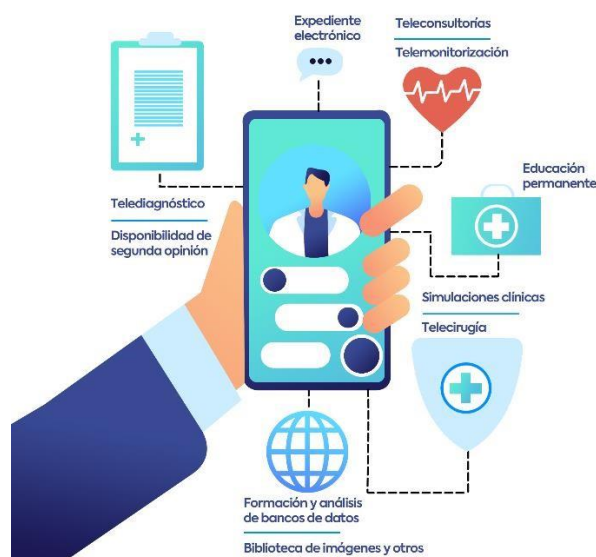 Expediente
electrónico
Teleconsultorías
Telemonitorización
Educación
permanente
Telediagnóstico
Disponibilidad de
segunda opinión
Simulaciones clínicas
Telecirugía
Formación y análisis
de bancos de datos
Biblioteca de imágenes y otros